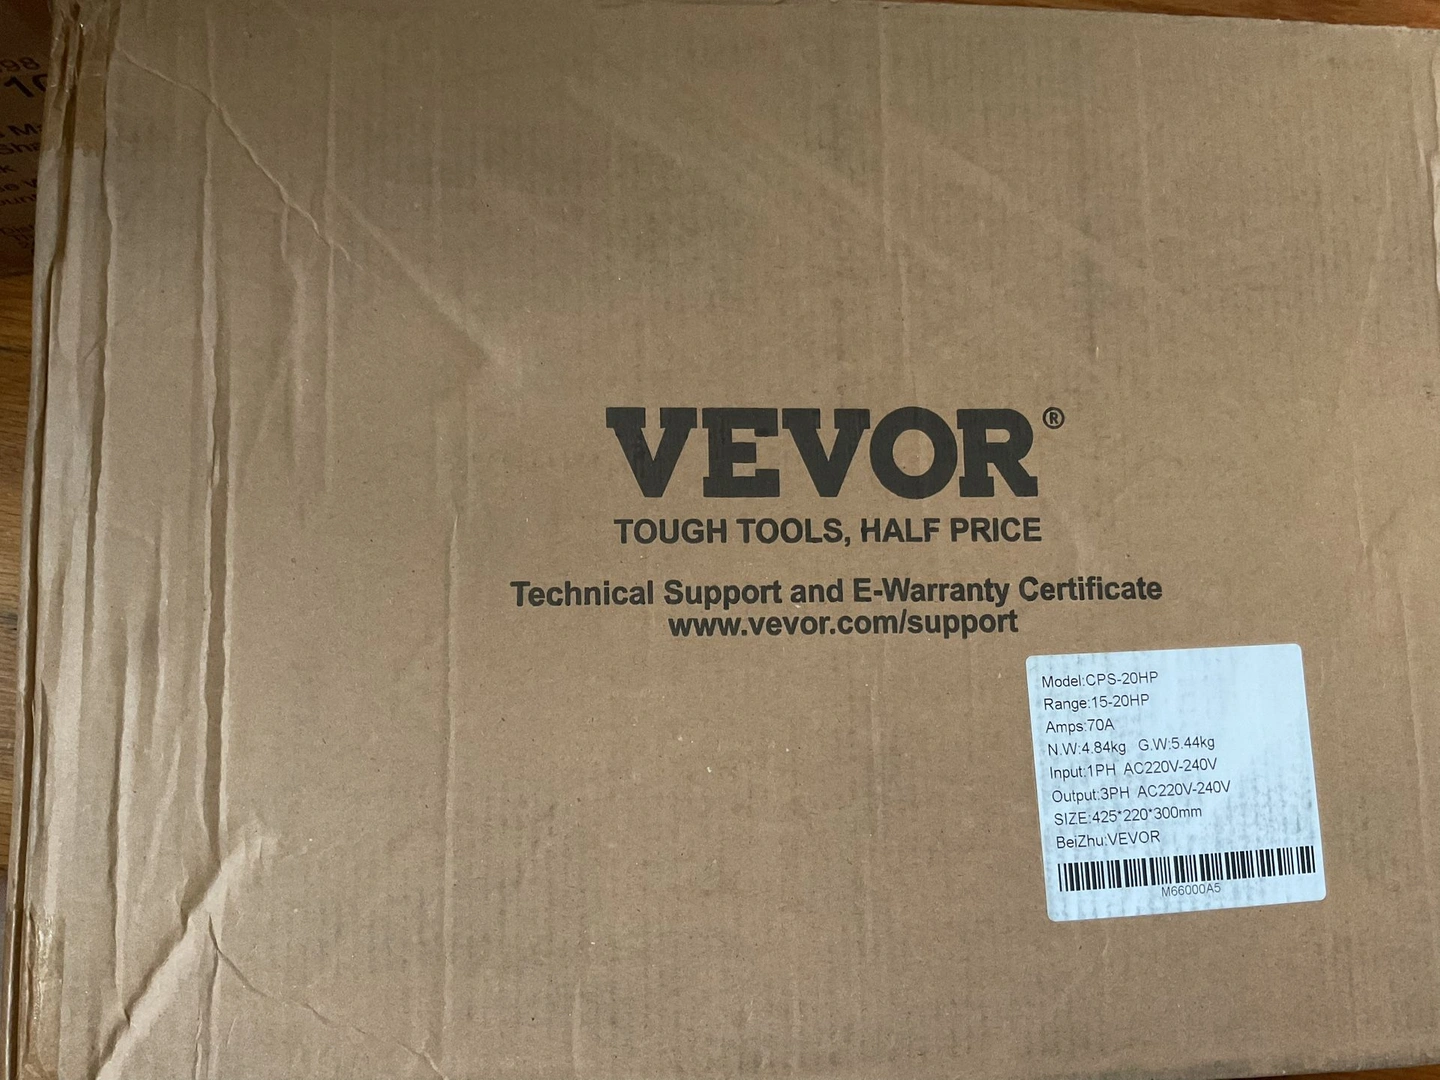 98
VEVOR®
TOUGH TOOLS, HALF PRICE
Technical Support and E-Warranty Certificate
www.vevor.com/support
Model:CPS-20HP
Range:15-20HP
Amps:70A
N.W:4.84kg G.W:5.44kg
Input:1PH AC220V-240V
Output:3PH AC220V-240V
SIZE:425*220*300mm
BeiZhu:VEVOR
M66000A5